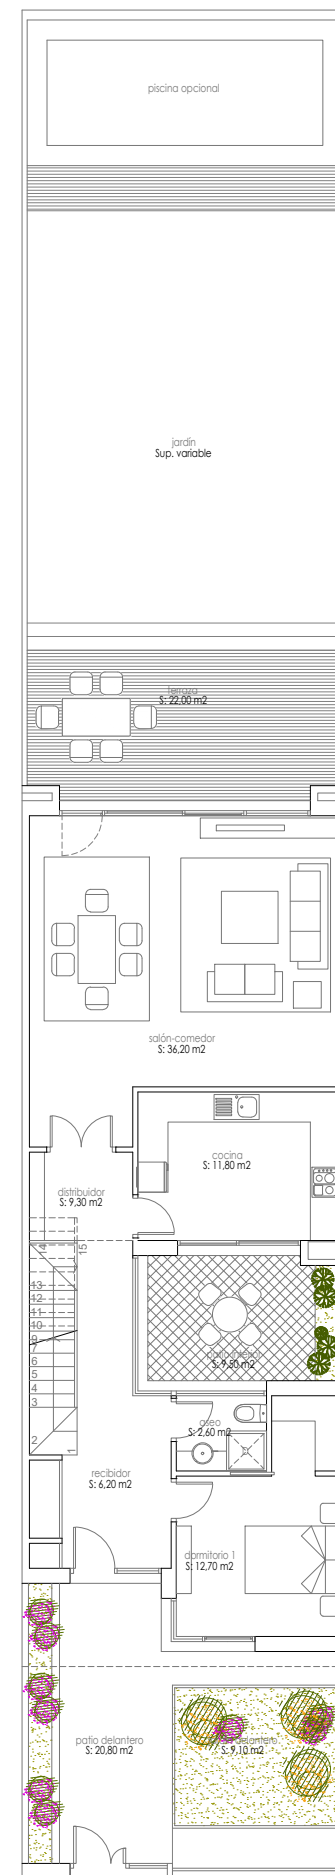 piscina opcional
jardín
Sup. variable
Terraza
S: 22,00 m2
salón-comedor
S: 36,20 m2
cocina
S: 11,80 m2
distribuidor
S: 9,30 m2
14
15
13
12
11
10
9
7
6
5
4
3
2
1
patio interior
S: 9,50 m2
aseo
S: 2,60 m2
recibidor
S: 6,20 m2
dormitorio 1
S: 12,70 m2
patio delantero
S: 20,80 m2
delantero
S: 9,10 m2